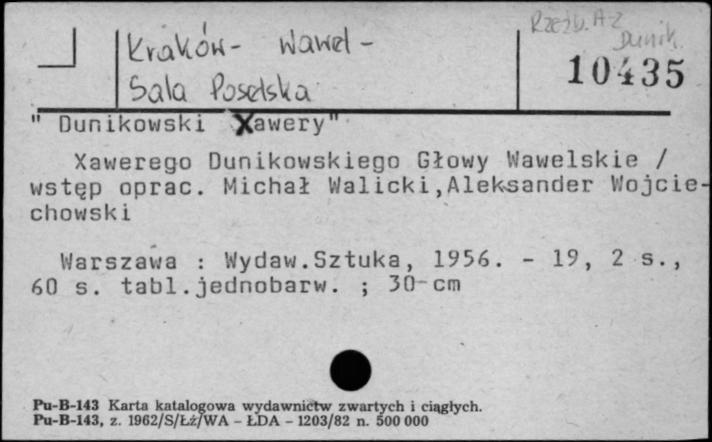 Rzeźb. A-Z
Dunik.
Kraków - Wawel -
Sala Poselska
10435
" Dunikowski Xawery"
Xawerego Dunikowskiego Głowy Wawelskie /
wstęp oprac. Michał Walicki,Aleksander Wojcie-
chowski
Warszawa : Wydaw.Sztuka, 1956. - 19, 2 s.,
60 s. tabl.jednobarw. ; 30 cm
Pu-B-143 Karta katalogowa wydawnictw zwartych i ciągłych.
Pu-B-143, z. 1962/S/Łż/WA - ŁDA - 1203/82 n. 500 000